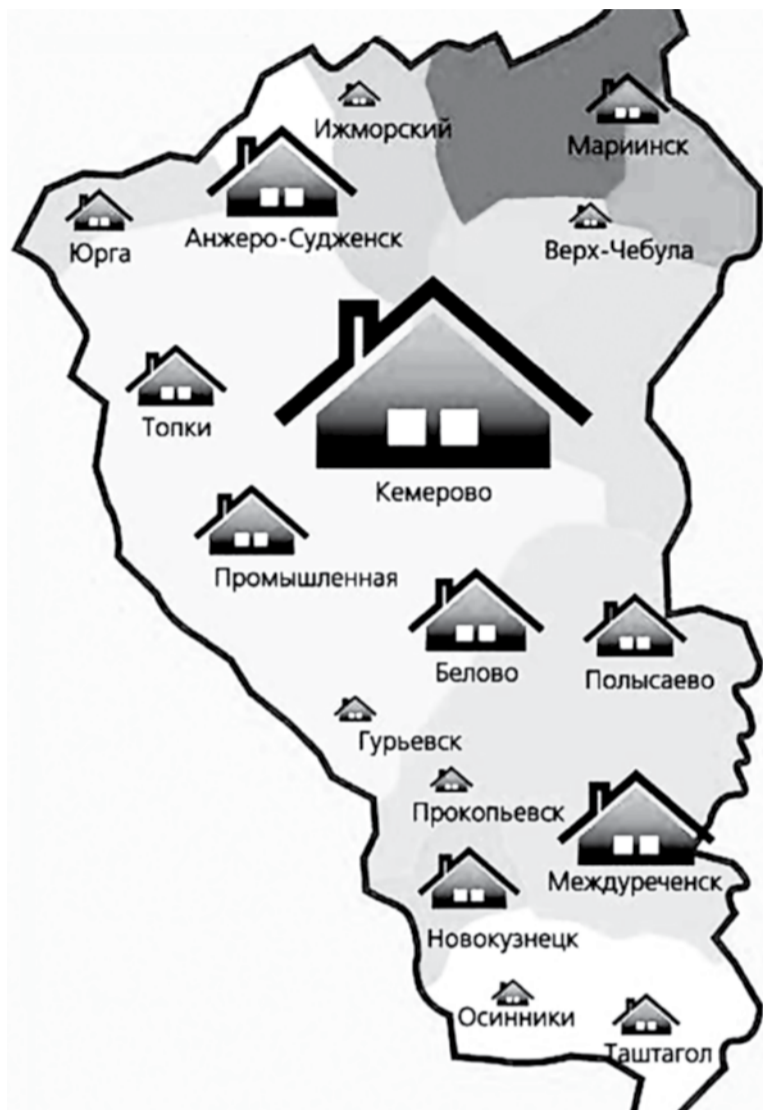 Ижморский
Мариинск
Анжеро-Судженск
Юрга
Верх-Чебула
Топки
Кемерово
Промышленная
Белово
Полысаево
Гурьевск
Прокопьевск
Междуреченск
Новокузнецк
Осинники
Таштагол